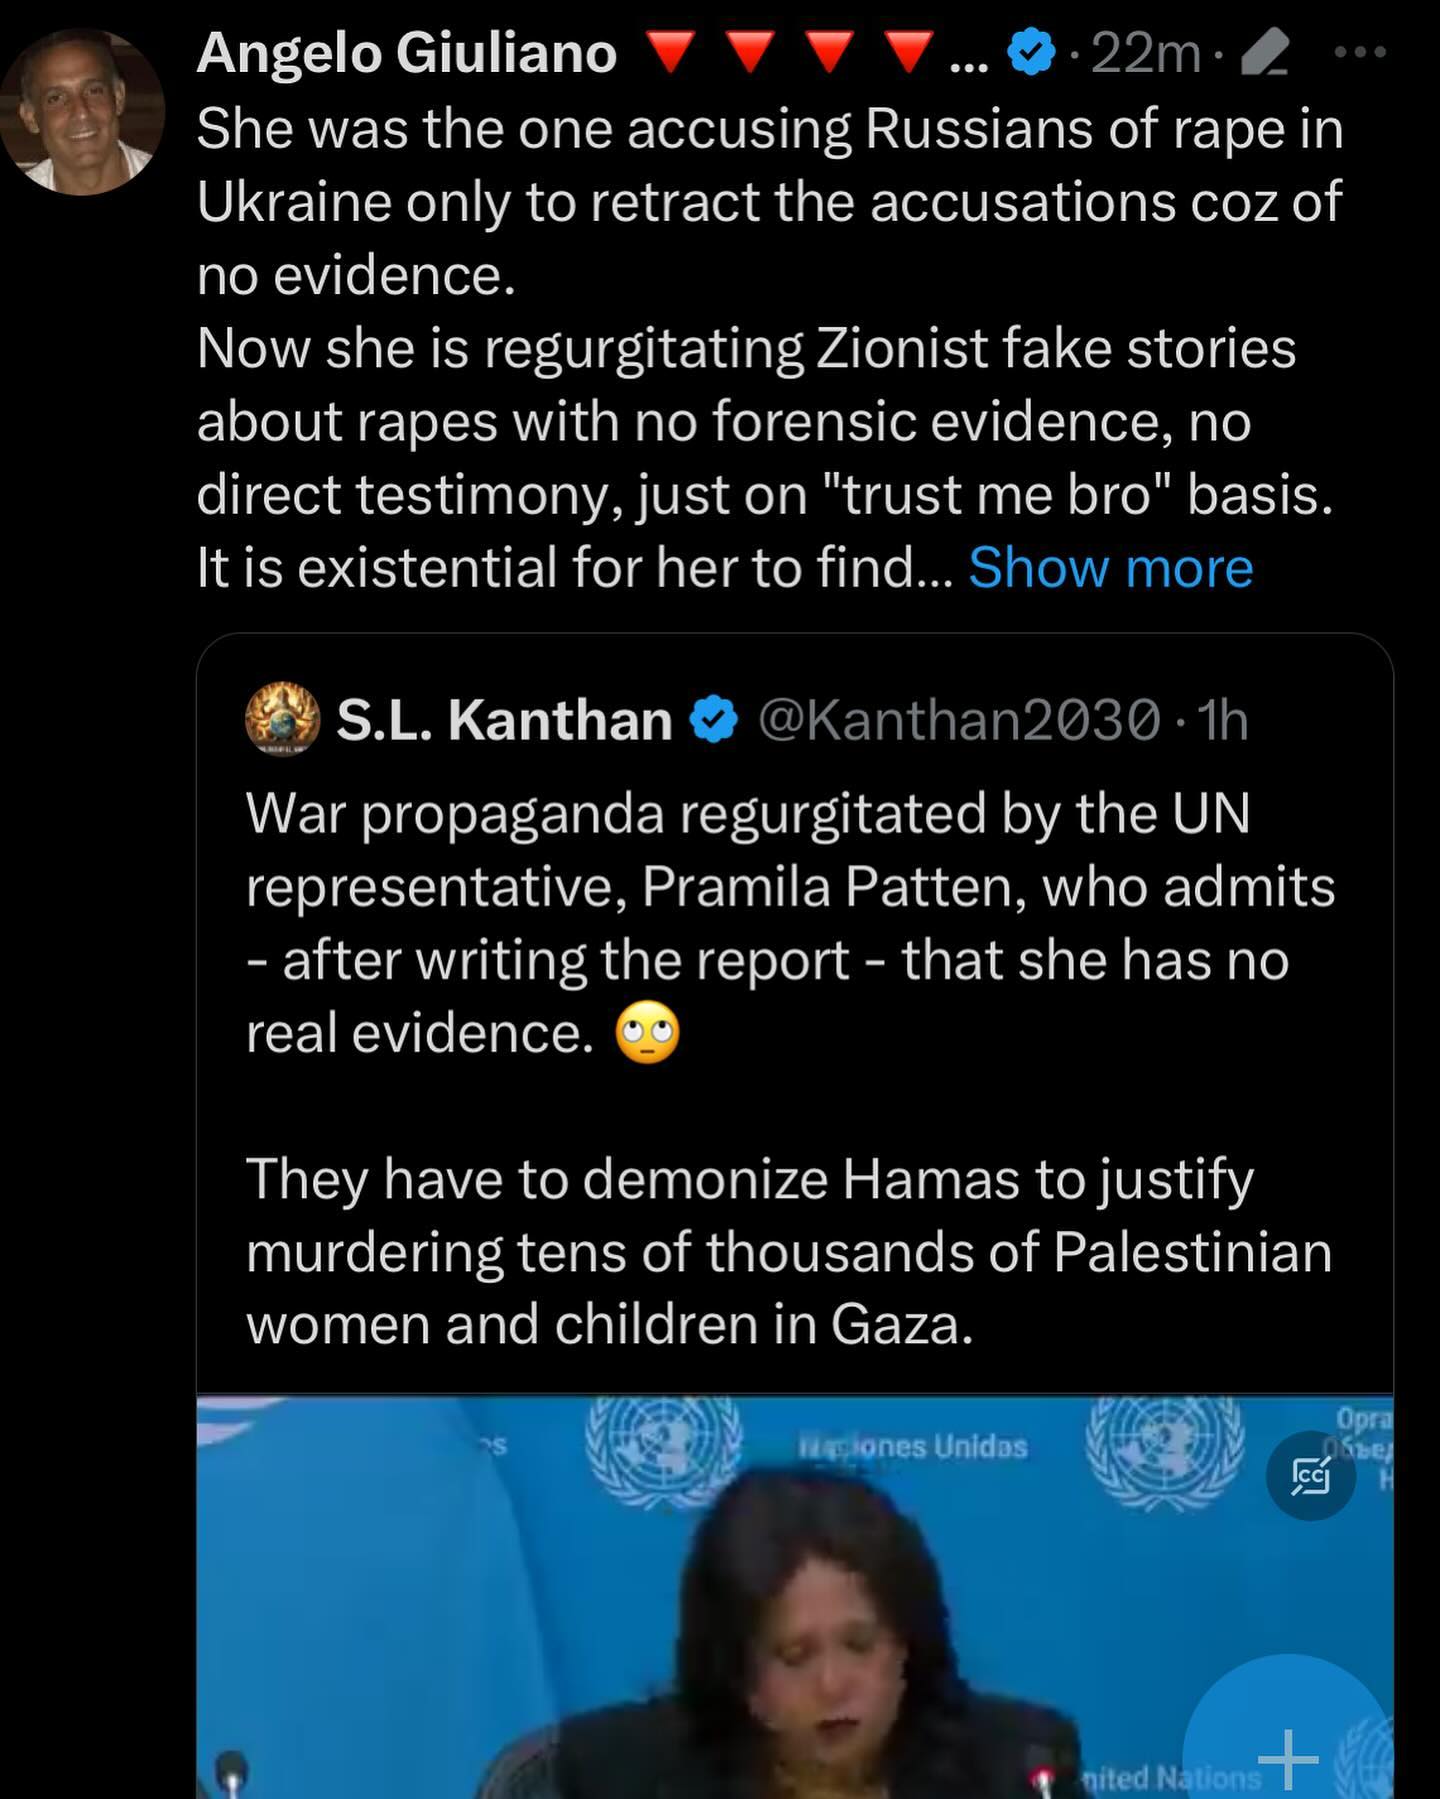 Angelo Giuliano 🔻 🔻 🔻 🔻 ... · 22m ·
She was the one accusing Russians of rape in
Ukraine only to retract the accusations coz of
no evidence.
Now she is regurgitating Zionist fake stories
about rapes with no forensic evidence, no
direct testimony, just on "trust me bro" basis.
It is existential for her to find... Show more
S.L. Kanthan @Kanthan2030 · 1h
War propaganda regurgitated by the UN
representative, Pramila Patten, who admits
- after writing the report - that she has no
real evidence. 🙄
They have to demonize Hamas to justify
murdering tens of thousands of Palestinian
women and children in Gaza.
Naciones Unidas
cc
nited Nations